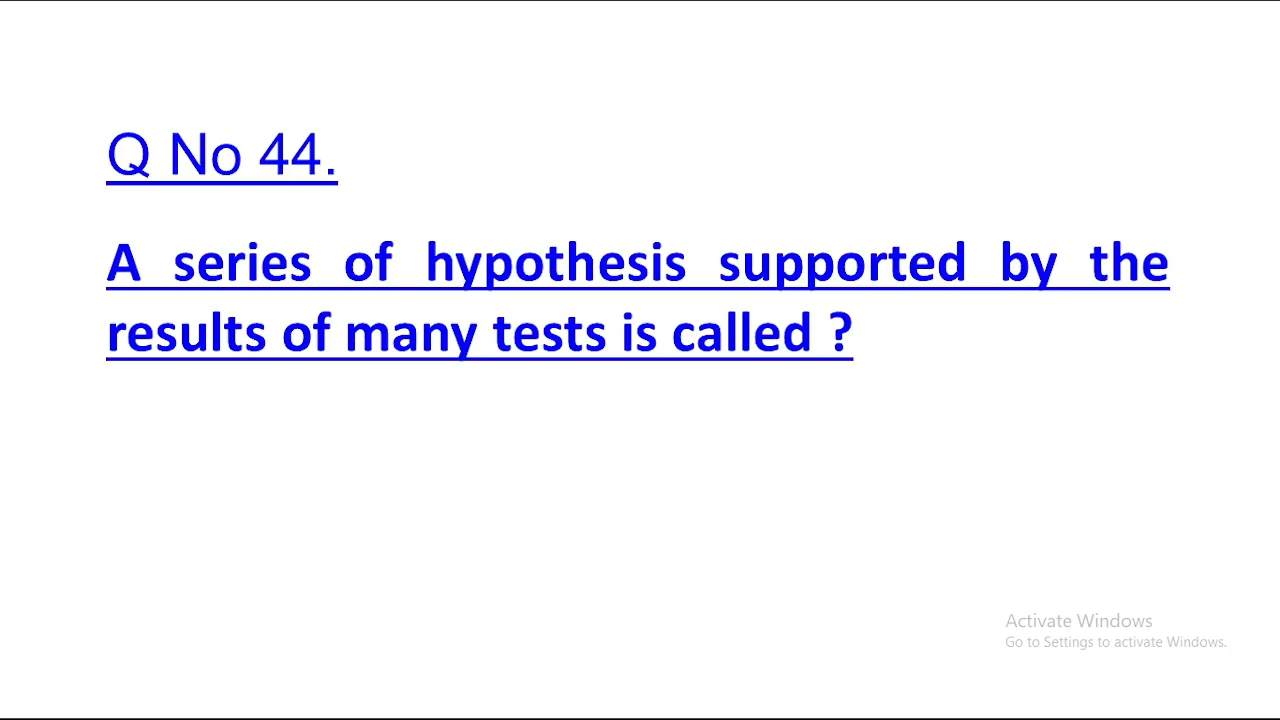 Q No 44.
A series of hypothesis supported by the
results of many tests is called ?
Activate Windows
Go to Settings to activate Windows.